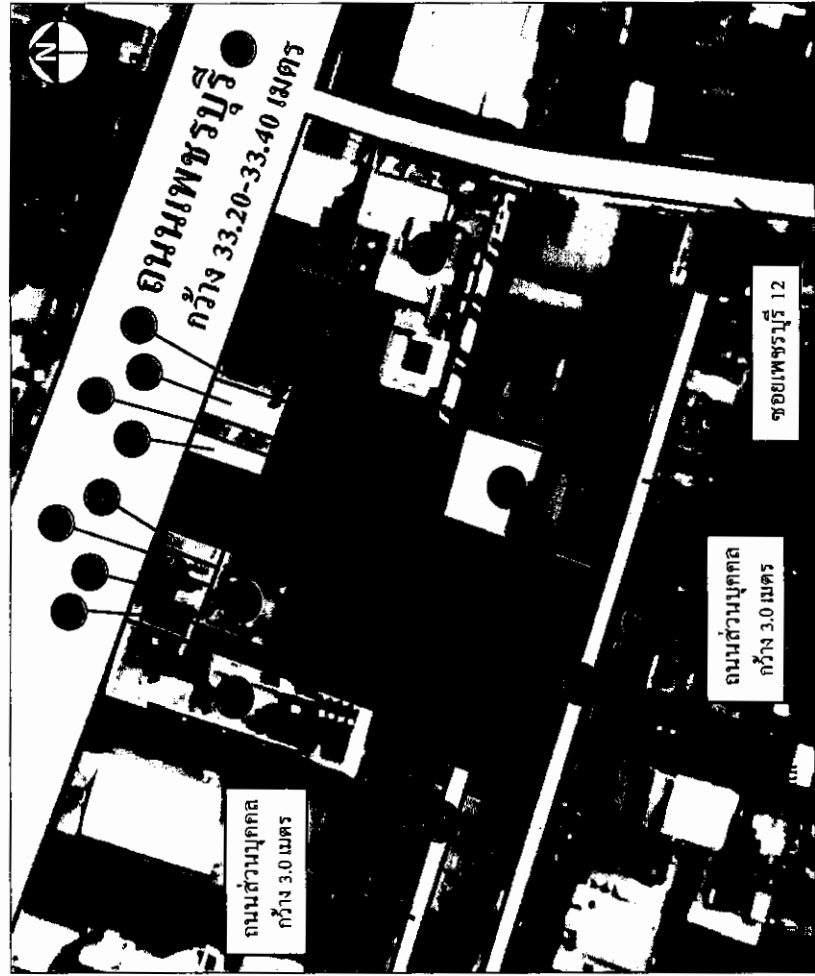 N
ถนนเพชรบุรี
กว้าง 33.20-33.40 เมตร
ซอยเพชรบุรี 12
ถนนส่วนบุคคล
กว้าง 3.0 เมตร
ถนนส่วนบุคคล
กว้าง 3.0 เมตร